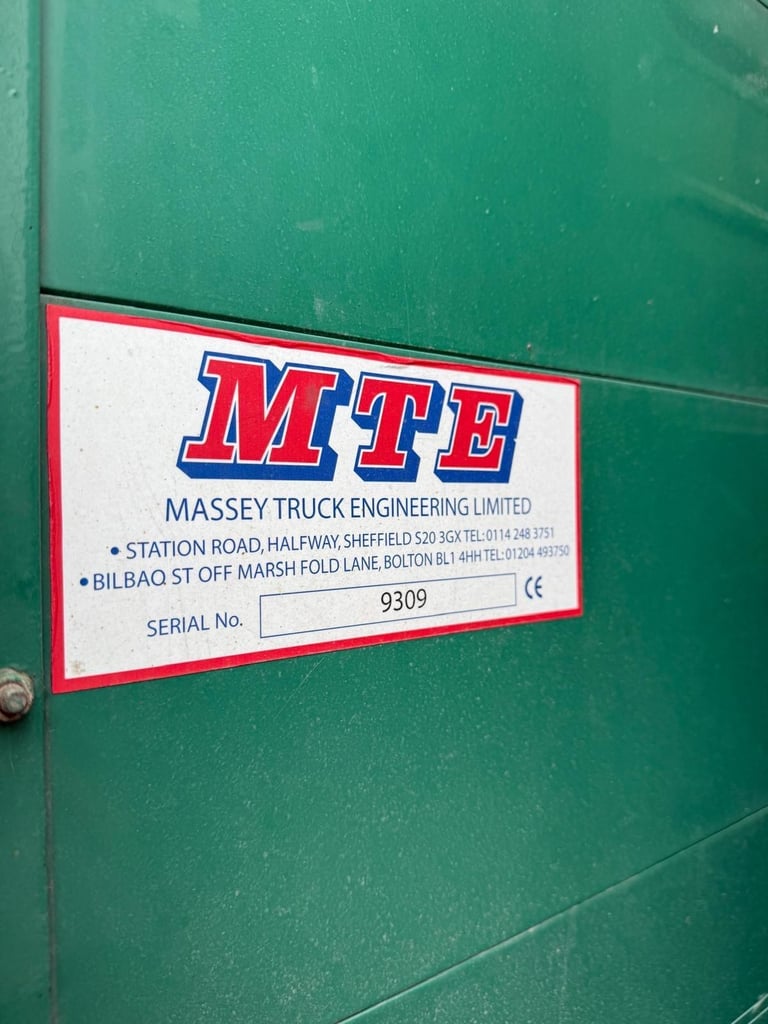 MTE
MASSEY TRUCK ENGINEERING LIMITED
• STATION ROAD, HALFWAY, SHEFFIELD S20 3GX TEL: 0114 248 3751
• BILBAO ST OFF MARSH FOLD LANE, BOLTON BL1 4HH TEL: 01204 493750
SERIAL No. 9309 CE